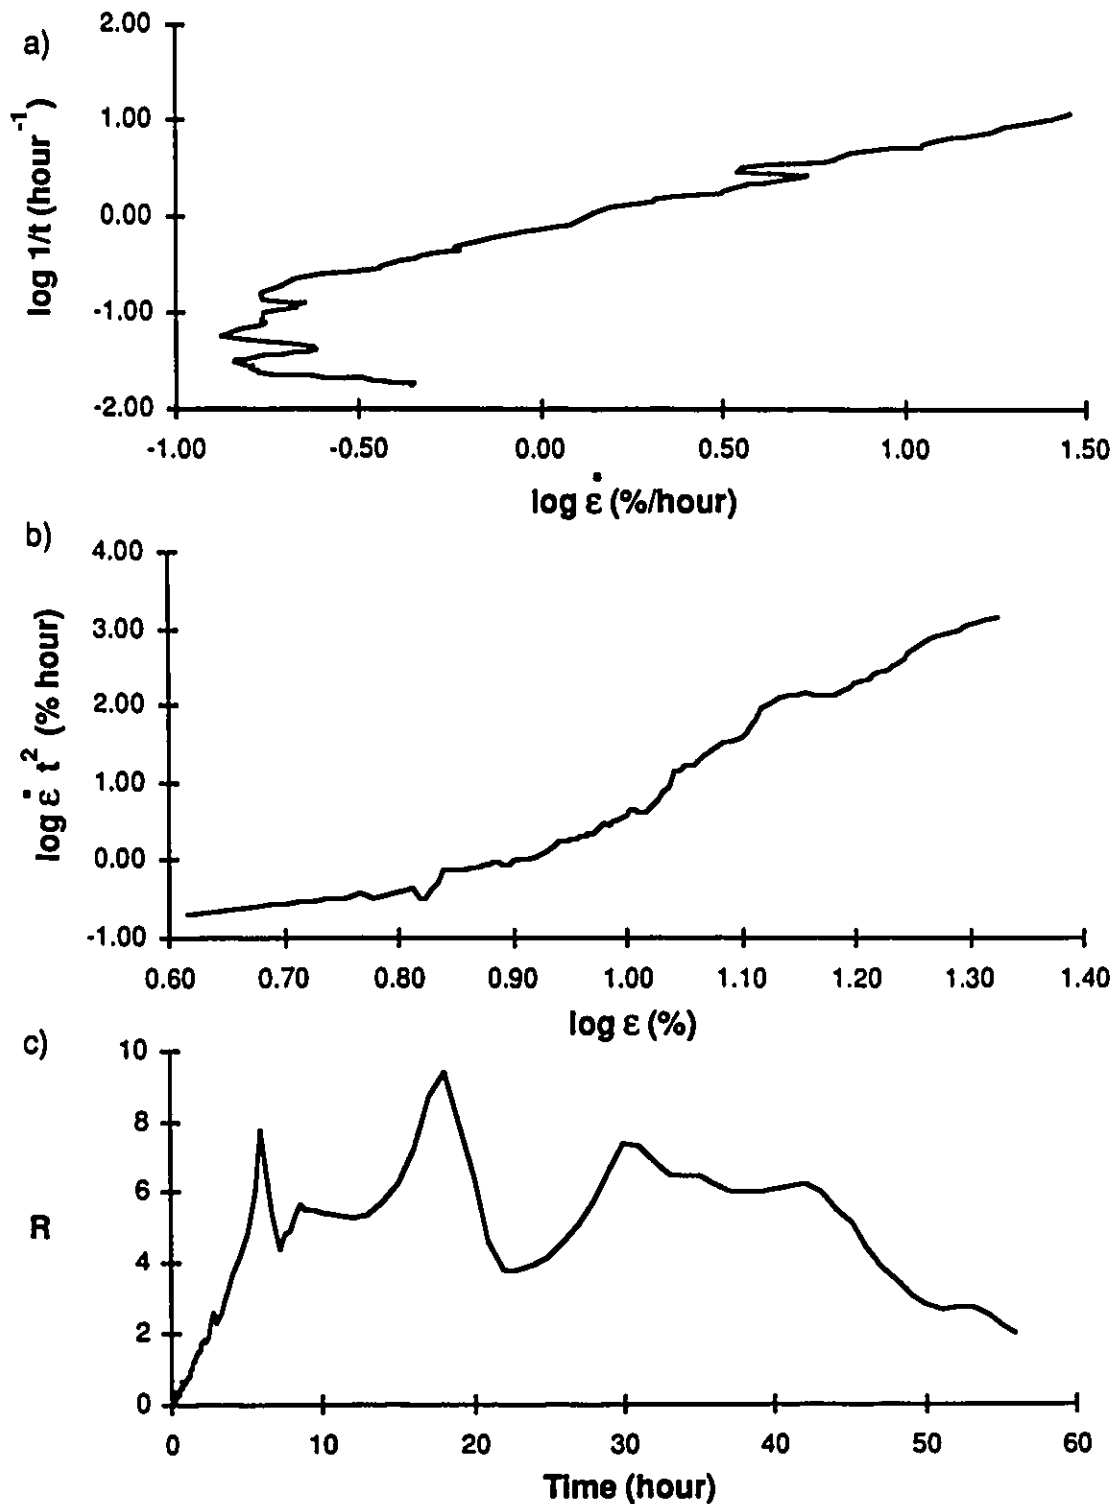 a)
2.00
1.00
0.00
-1.00
-2.00
log 1/t (hour⁻¹)
-1.00 -0.50 0.00 0.50 1.00 1.50
log ε̇ (%/hour)
b)
4.00
3.00
2.00
1.00
0.00
-1.00
log ε̇ t² (% hour)
0.60 0.70 0.80 0.90 1.00 1.10 1.20 1.30 1.40
log ε (%)
c)
10
8
6
4
2
0
R
0 10 20 30 40 50 60
Time (hour)